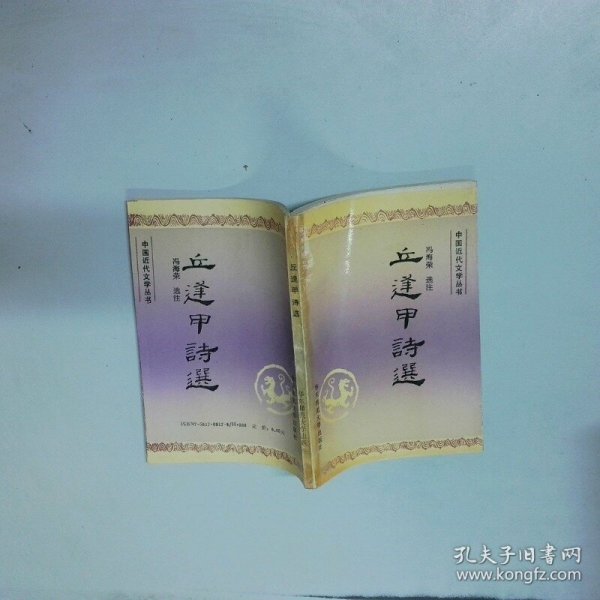 中国近代文学丛书
冯海荣 选注
丘逢甲詩選
丘逢甲 诗选
中国近代文学丛书
冯海荣 选注
丘逢甲詩選
孔夫子旧书网
www.kongfz.com